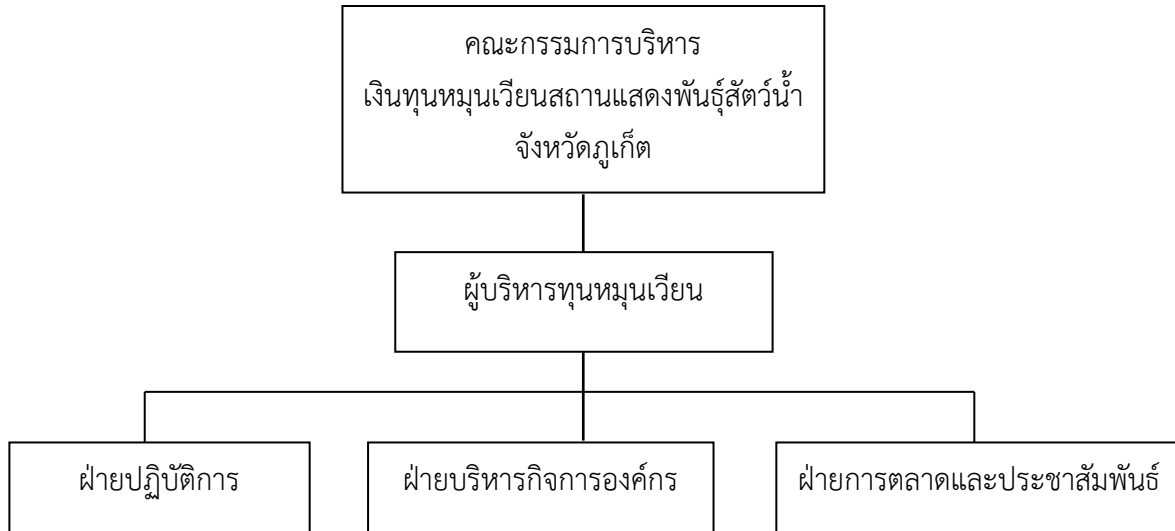 คณะกรรมการบริหาร
เงินทุนหมุนเวียนสถานแสดงพันธุ์สัตว์น้ำ
จังหวัดภูเก็ต
ผู้บริหารทุนหมุนเวียน
ฝ่ายปฏิบัติการ
ฝ่ายบริหารกิจการองค์กร
ฝ่ายการตลาดและประชาสัมพันธ์